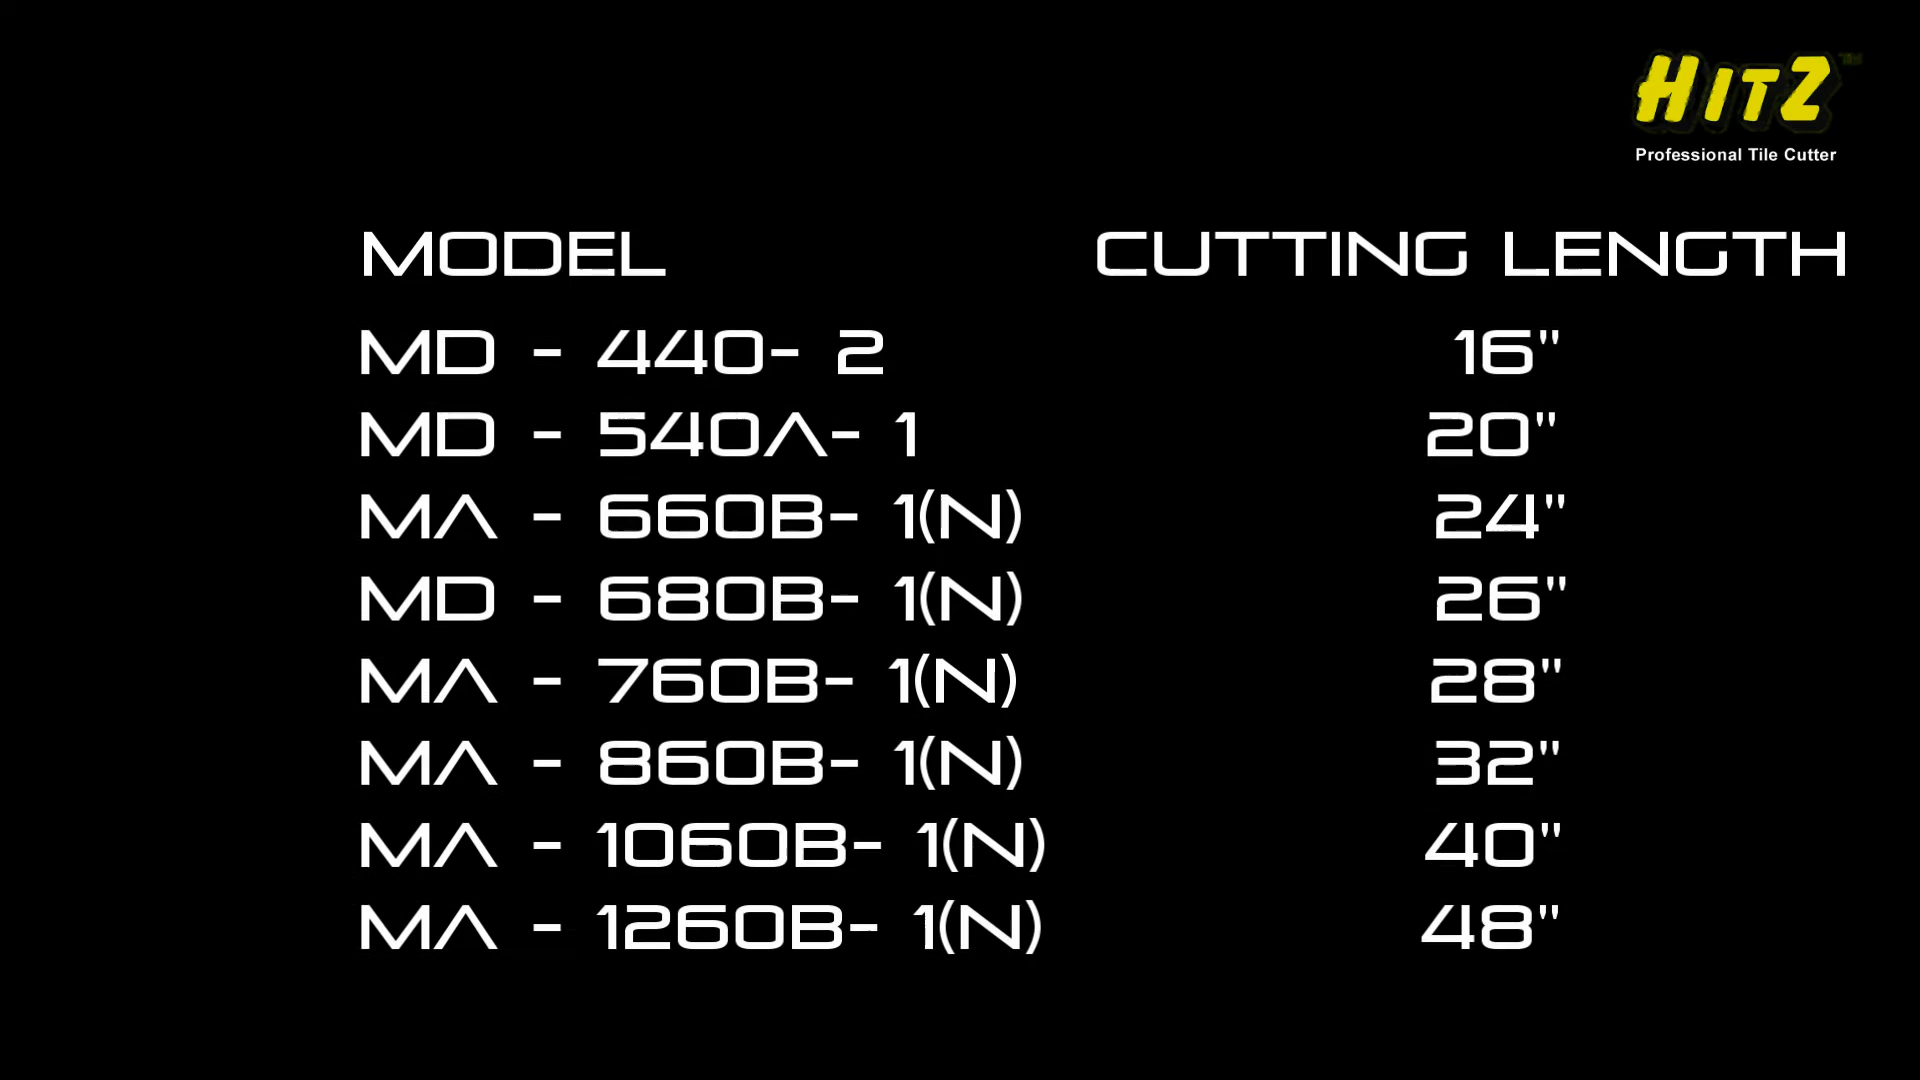 HITZ™
Professional Tile Cutter
MODEL CUTTING LENGTH
MD - 440- 2 16"
MD - 540A- 1 20"
MA - 660B- 1(N) 24"
MD - 680B- 1(N) 26"
MA - 760B- 1(N) 28"
MA - 860B- 1(N) 32"
MA - 1060B- 1(N) 40"
MA - 1260B- 1(N) 48"